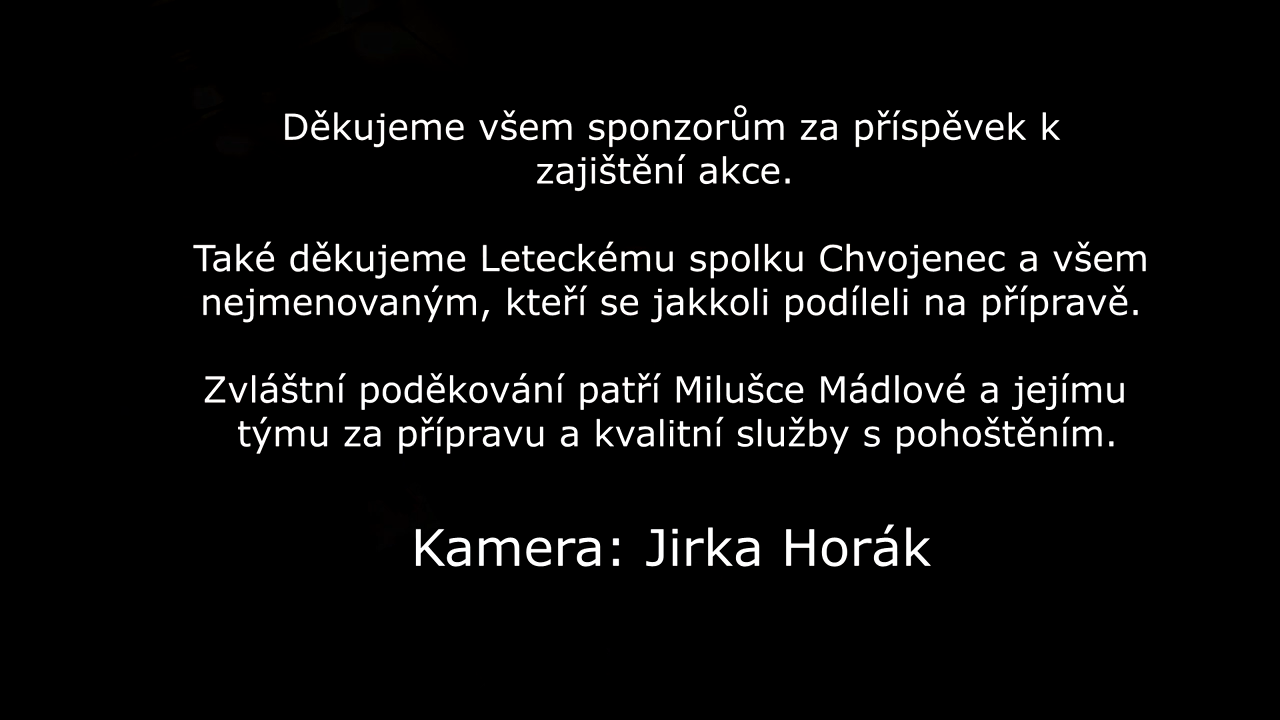 Děkujeme všem sponzorům za příspěvek k
zajištění akce.
Také děkujeme Leteckému spolku Chvojenec a všem
nejmenovaným, kteří se jakkoli podíleli na přípravě.
Zvláštní poděkování patří Milušce Mádlové a jejímu
týmu za přípravu a kvalitní služby s pohoštěním.
Kamera: Jirka Horák